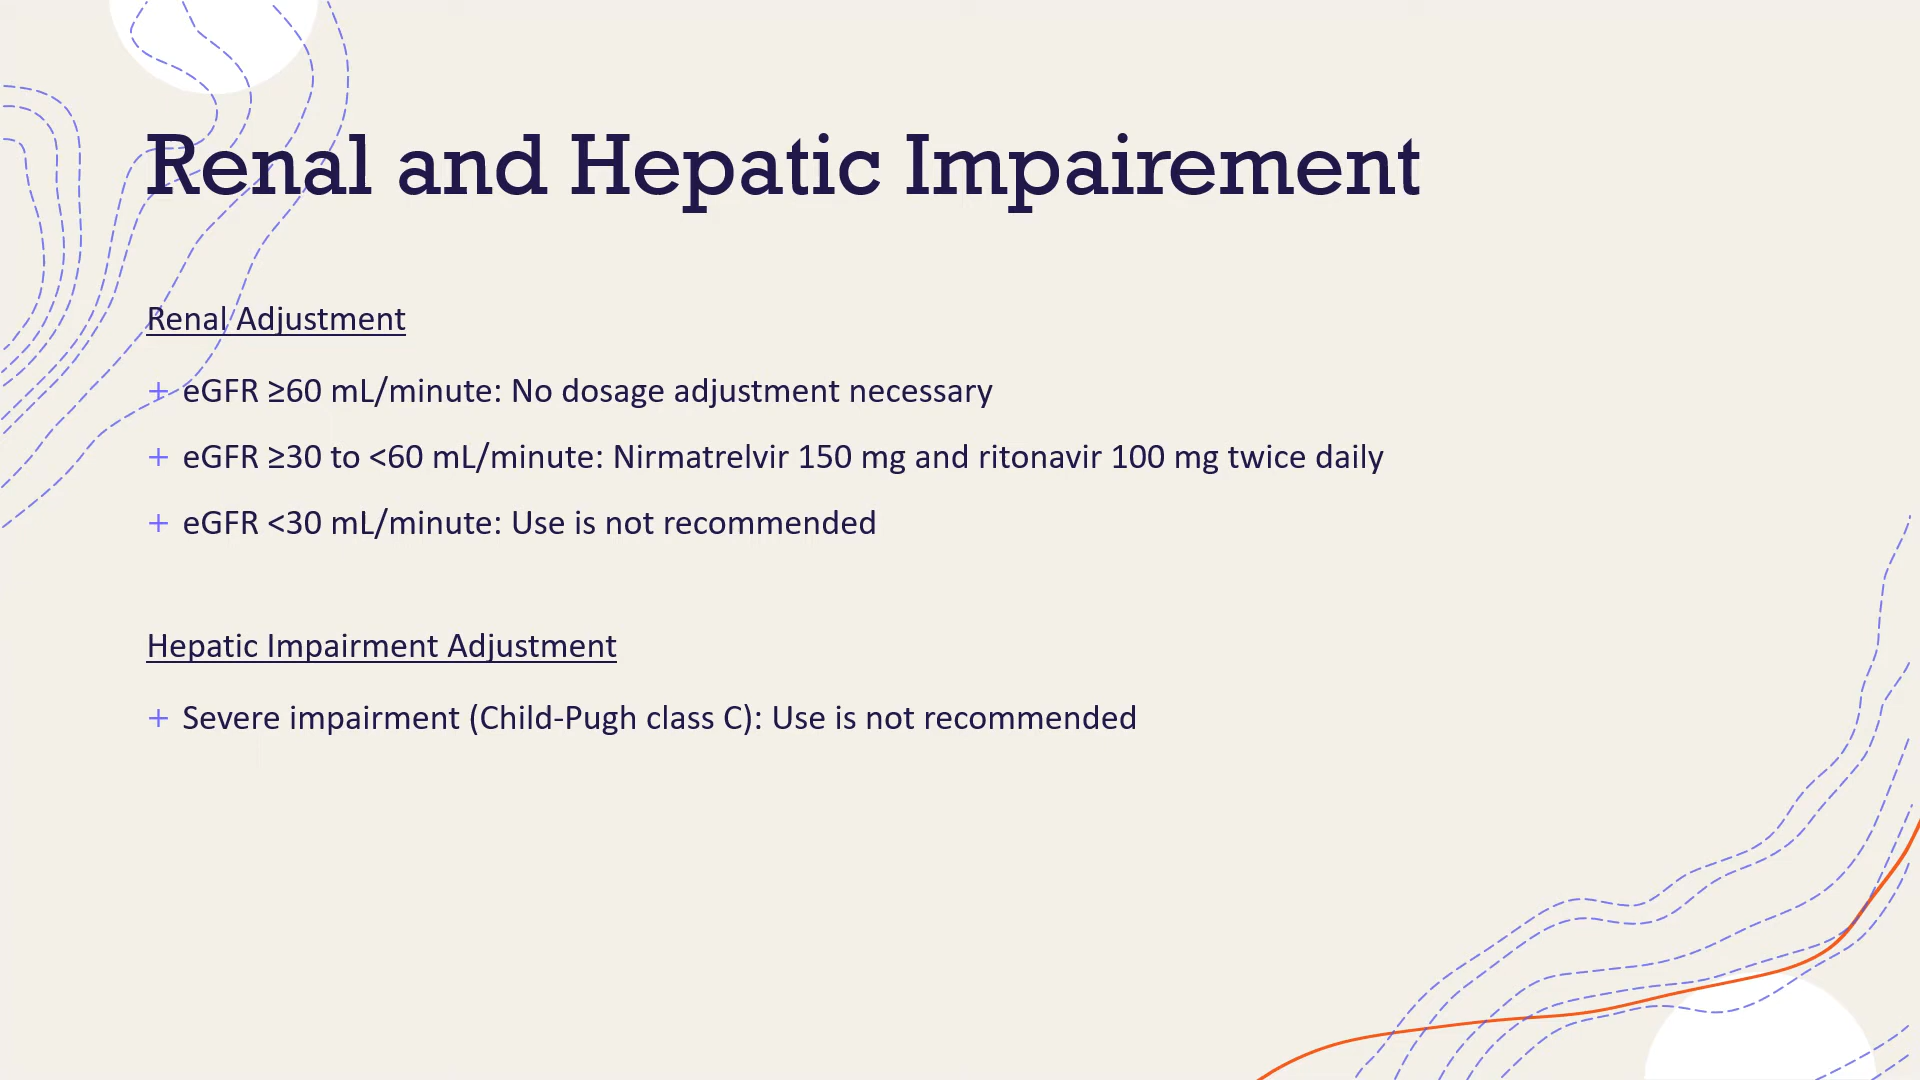 Renal and Hepatic Impairement
Renal Adjustment
+ eGFR ≥60 mL/minute: No dosage adjustment necessary
+ eGFR ≥30 to <60 mL/minute: Nirmatrelvir 150 mg and ritonavir 100 mg twice daily
+ eGFR <30 mL/minute: Use is not recommended
Hepatic Impairment Adjustment
+ Severe impairment (Child-Pugh class C): Use is not recommended